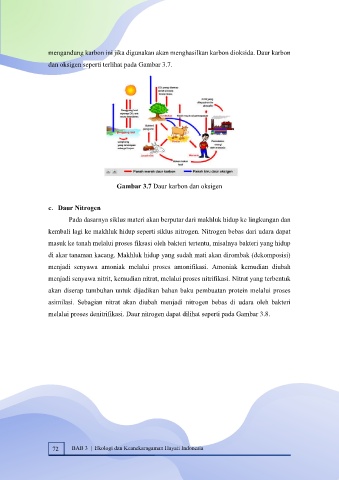 mengandung karbon ini jika digunakan akan menghasilkan karbon dioksida. Daur karbon
dan oksigen seperti terlihat pada Gambar 3.7.
Panah merah daur karbon
Panah biru daur oksigen
Gambar 3.7 Daur karbon dan oksigen
c. Daur Nitrogen
Pada dasarnya siklus materi akan berputar dari makhluk hidup ke lingkungan dan
kembali lagi ke makhluk hidup seperti siklus nitrogen. Nitrogen bebas dari udara dapat
masuk ke tanah melalui proses fiksasi oleh bakteri tertentu, misalnya bakteri yang hidup
di akar tanaman kacang. Makhluk hidup yang sudah mati akan dirombak (dekomposisi)
menjadi senyawa amoniak melalui proses amonifikasi. Amoniak kemudian diubah
menjadi senyawa nitrit, kemudian nitrat, melalui proses nitrifikasi. Nitrat yang terbentuk
akan diserap tumbuhan untuk dijadikan bahan baku pembuatan protein melalui proses
asimilasi. Sebagian nitrat akan diubah menjadi nitrogen bebas di udara oleh bakteri
melalui proses denitrifikasi. Daur nitrogen dapat dilihat seperti pada Gambar 3.8.
72 BAB 3 | Ekologi dan Keanekaragaman Hayati Indonesia